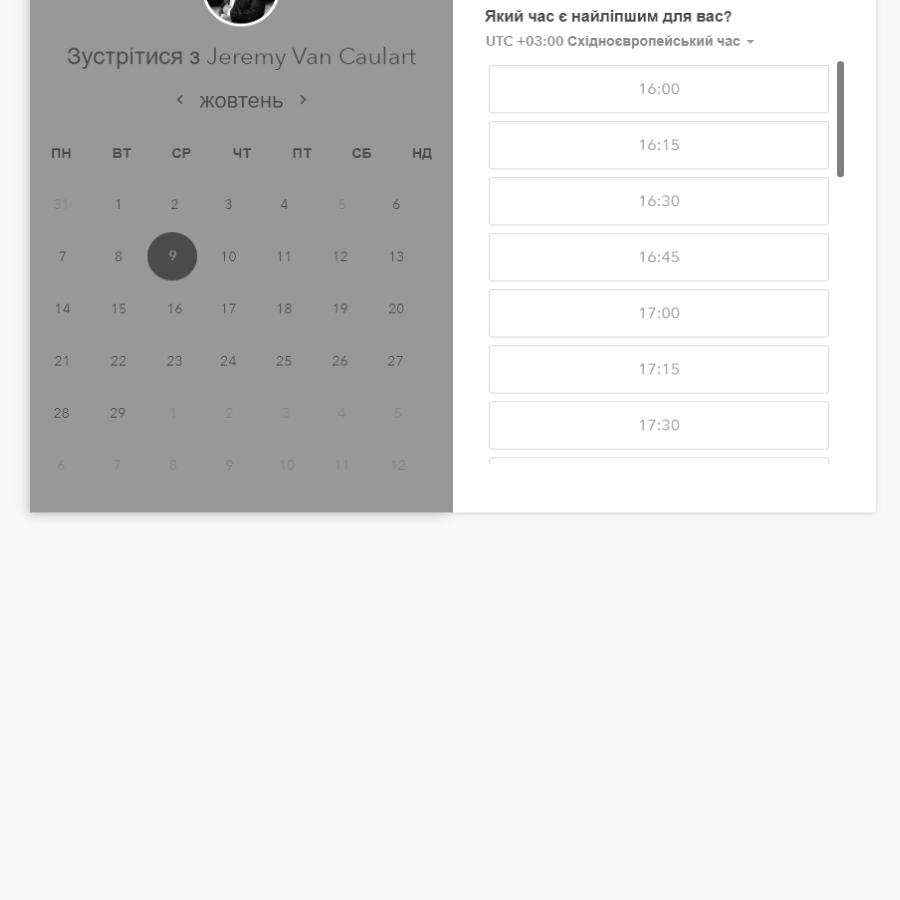 Зустрітися з Jeremy Van Caulart
жовтень
ПН ВТ СР ЧТ ПТ СБ НД
31 1 2 3 4 5 6
7 8 9 10 11 12 13
14 15 16 17 18 19 20
21 22 23 24 25 26 27
28 29 1 2 3 4 5
6 7 8 9 10 11 12
Який час є найліпшим для вас?
UTC +03:00 Східноєвропейський час
16:00
16:15
16:30
16:45
17:00
17:15
17:30